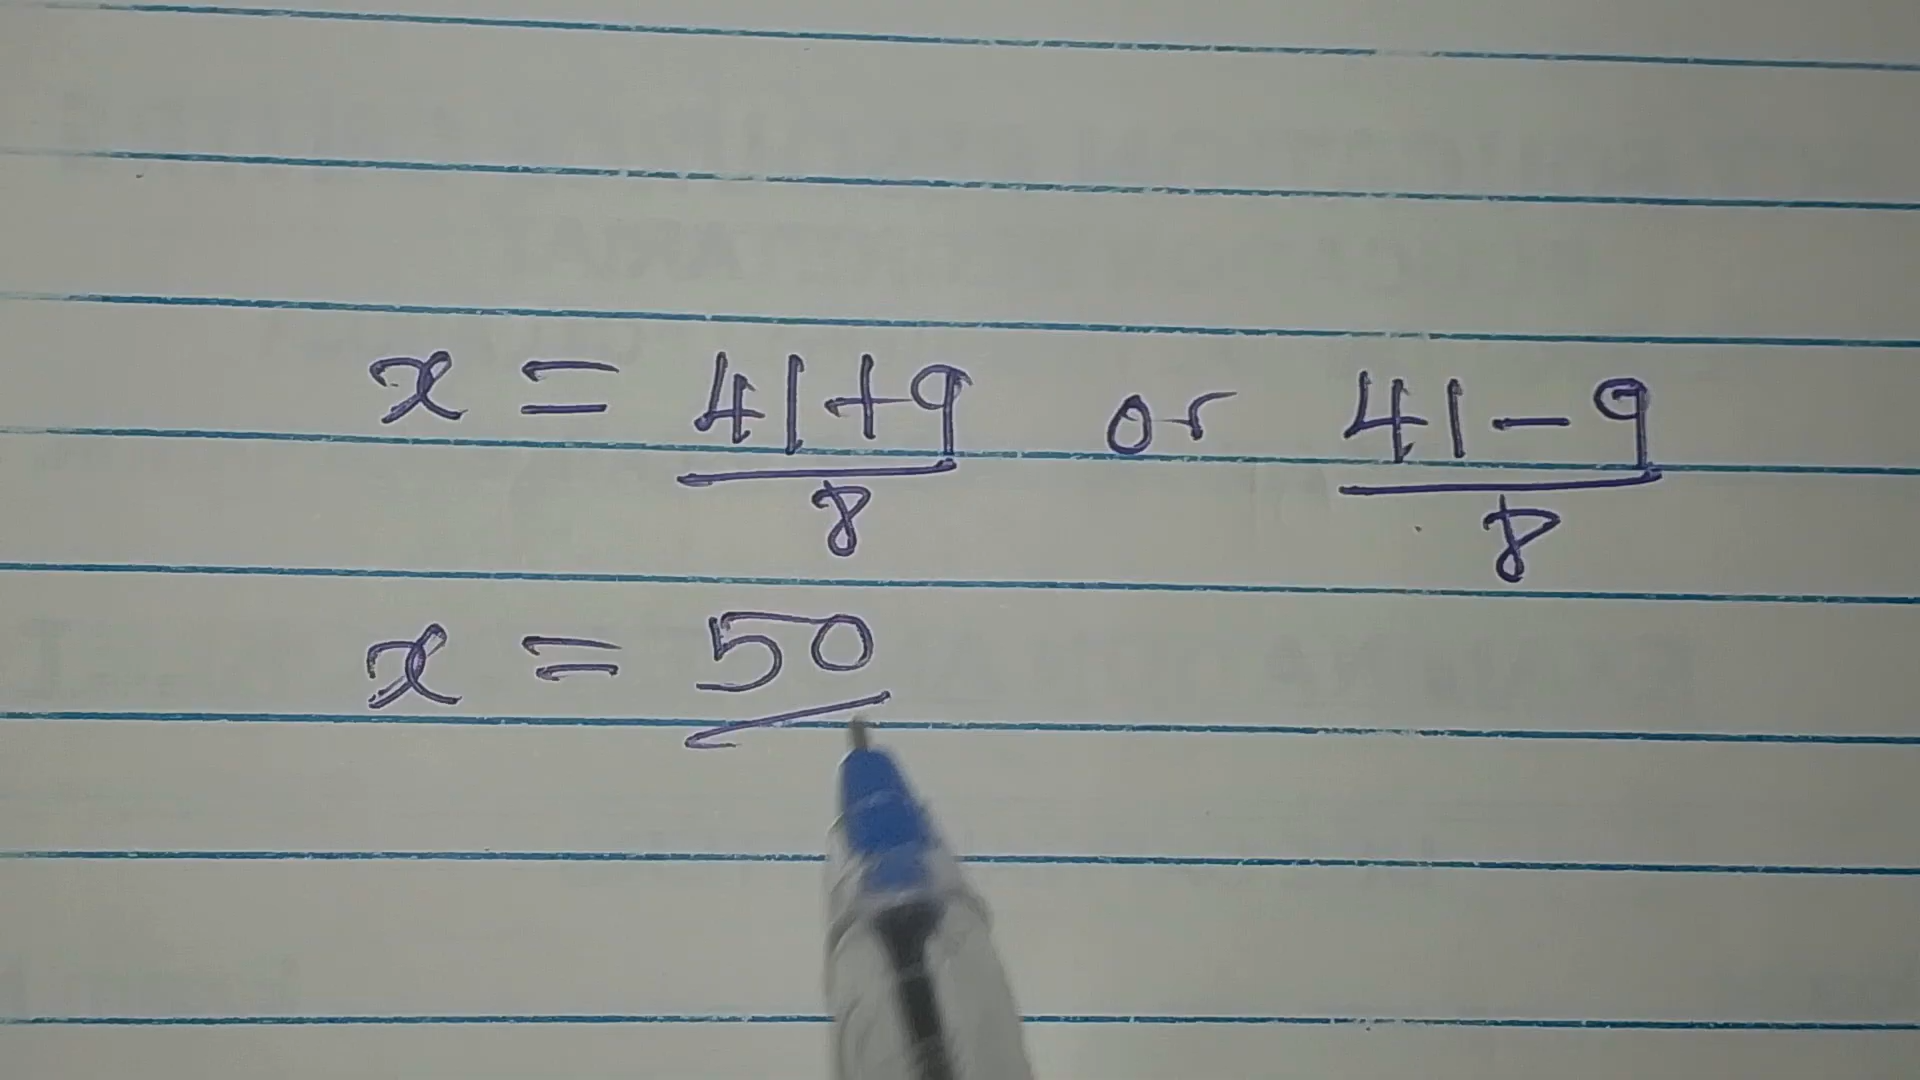 x = 41+9/8 or 41-9/8
x = 50